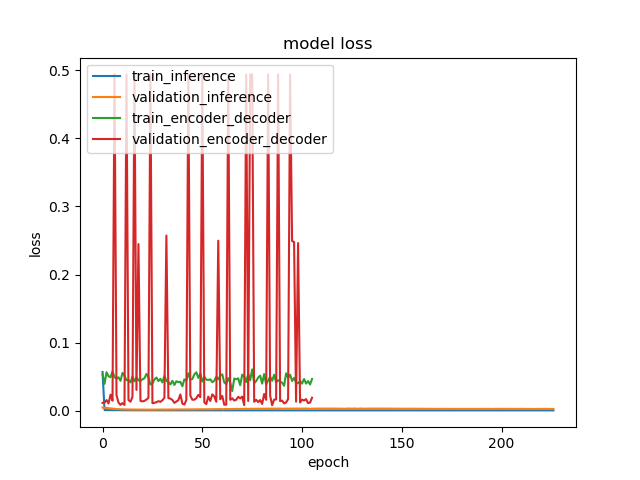 model loss
train_inference
validation_inference
train_encoder_decoder
validation_encoder_decoder
loss
0.5
0.4
0.3
0.2
0.1
0.0
0
50
100
150
200
epoch